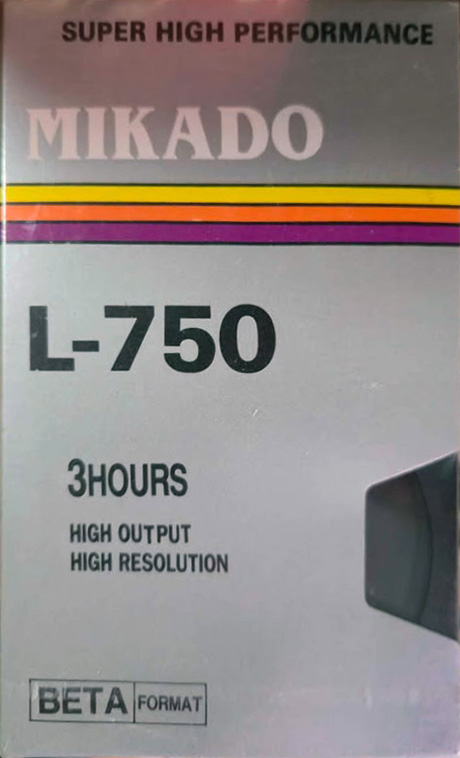 SUPER HIGH PERFORMANCE
MIKADO
L-750
3HOURS
HIGH OUTPUT
HIGH RESOLUTION
BETA FORMAT